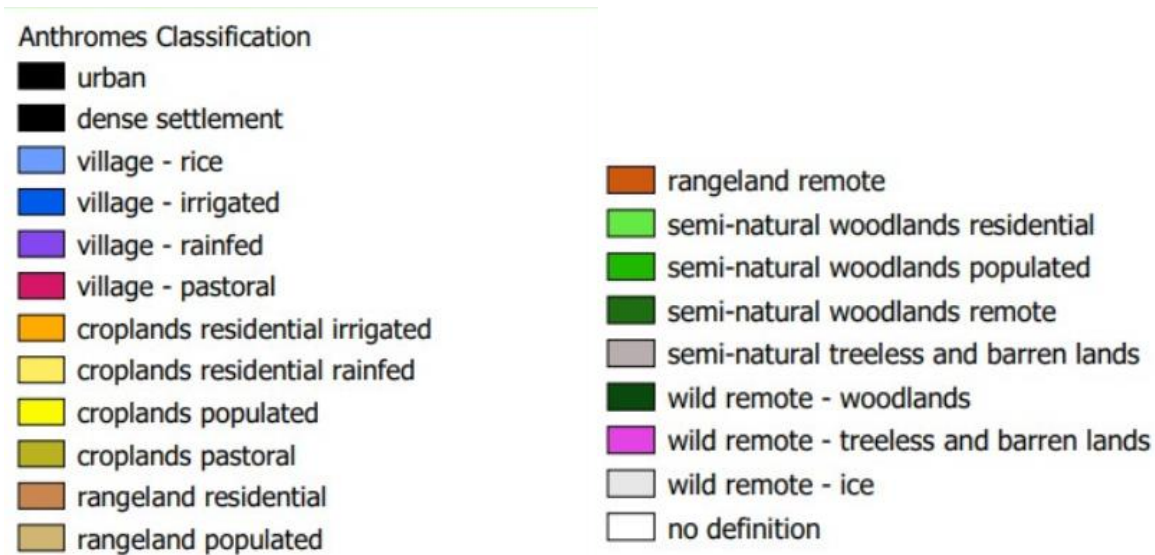 Anthromes Classification
urban
dense settlement
village - rice
village - irrigated
village - rainfed
village - pastoral
croplands residential irrigated
croplands residential rainfed
croplands populated
croplands pastoral
rangeland residential
rangeland populated
rangeland remote
semi-natural woodlands residential
semi-natural woodlands populated
semi-natural woodlands remote
semi-natural treeless and barren lands
wild remote - woodlands
wild remote - treeless and barren lands
wild remote - ice
no definition